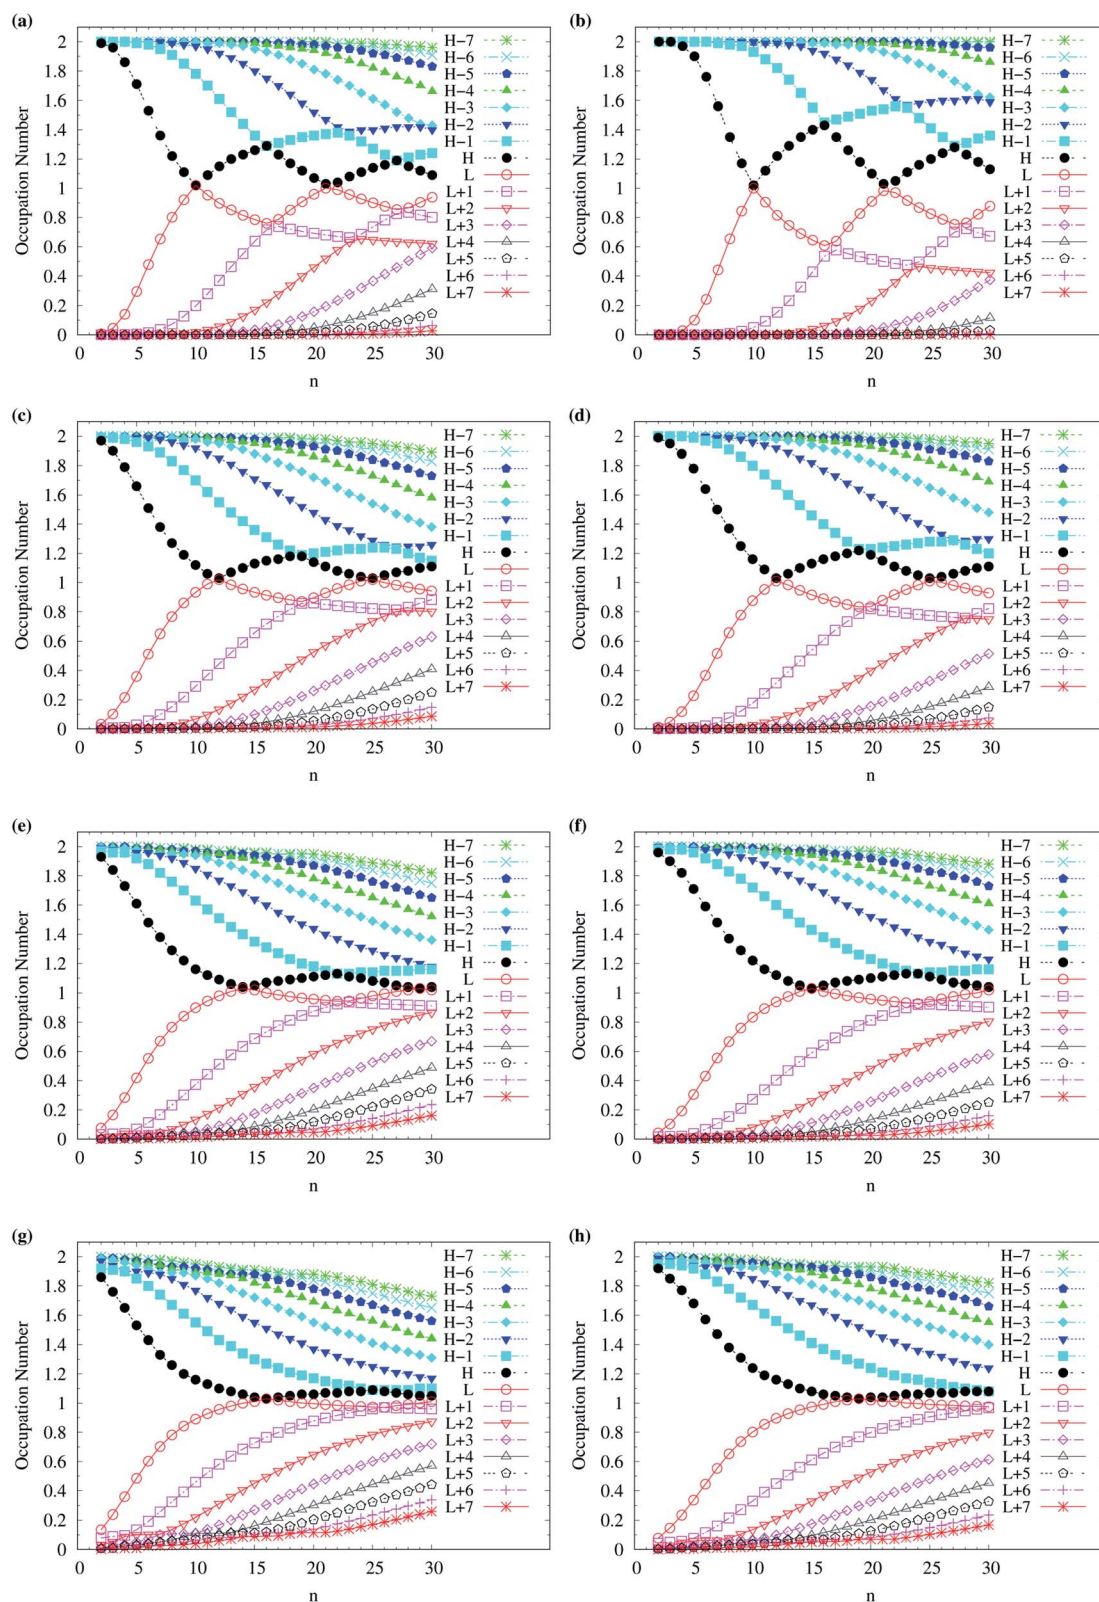 (a)
Occupation Number
2
1.8
1.6
1.4
1.2
1
0.8
0.6
0.4
0.2
0
0 5 10 15 20 25 30
n
H−7
H−6
H−5
H−4
H−3
H−2
H−1
H
L
L+1
L+2
L+3
L+4
L+5
L+6
L+7
(b)
Occupation Number
2
1.8
1.6
1.4
1.2
1
0.8
0.6
0.4
0.2
0
0 5 10 15 20 25 30
n
H−7
H−6
H−5
H−4
H−3
H−2
H−1
H
L
L+1
L+2
L+3
L+4
L+5
L+6
L+7
(c)
Occupation Number
2
1.8
1.6
1.4
1.2
1
0.8
0.6
0.4
0.2
0
0 5 10 15 20 25 30
n
H−7
H−6
H−5
H−4
H−3
H−2
H−1
H
L
L+1
L+2
L+3
L+4
L+5
L+6
L+7
(d)
Occupation Number
2
1.8
1.6
1.4
1.2
1
0.8
0.6
0.4
0.2
0
0 5 10 15 20 25 30
n
H−7
H−6
H−5
H−4
H−3
H−2
H−1
H
L
L+1
L+2
L+3
L+4
L+5
L+6
L+7
(e)
Occupation Number
2
1.8
1.6
1.4
1.2
1
0.8
0.6
0.4
0.2
0
0 5 10 15 20 25 30
n
H−7
H−6
H−5
H−4
H−3
H−2
H−1
H
L
L+1
L+2
L+3
L+4
L+5
L+6
L+7
(f)
Occupation Number
2
1.8
1.6
1.4
1.2
1
0.8
0.6
0.4
0.2
0
0 5 10 15 20 25 30
n
H−7
H−6
H−5
H−4
H−3
H−2
H−1
H
L
L+1
L+2
L+3
L+4
L+5
L+6
L+7
(g)
Occupation Number
2
1.8
1.6
1.4
1.2
1
0.8
0.6
0.4
0.2
0
0 5 10 15 20 25 30
n
H−7
H−6
H−5
H−4
H−3
H−2
H−1
H
L
L+1
L+2
L+3
L+4
L+5
L+6
L+7
(h)
Occupation Number
2
1.8
1.6
1.4
1.2
1
0.8
0.6
0.4
0.2
0
0 5 10 15 20 25 30
n
H−7
H−6
H−5
H−4
H−3
H−2
H−1
H
L
L+1
L+2
L+3
L+4
L+5
L+6
L+7